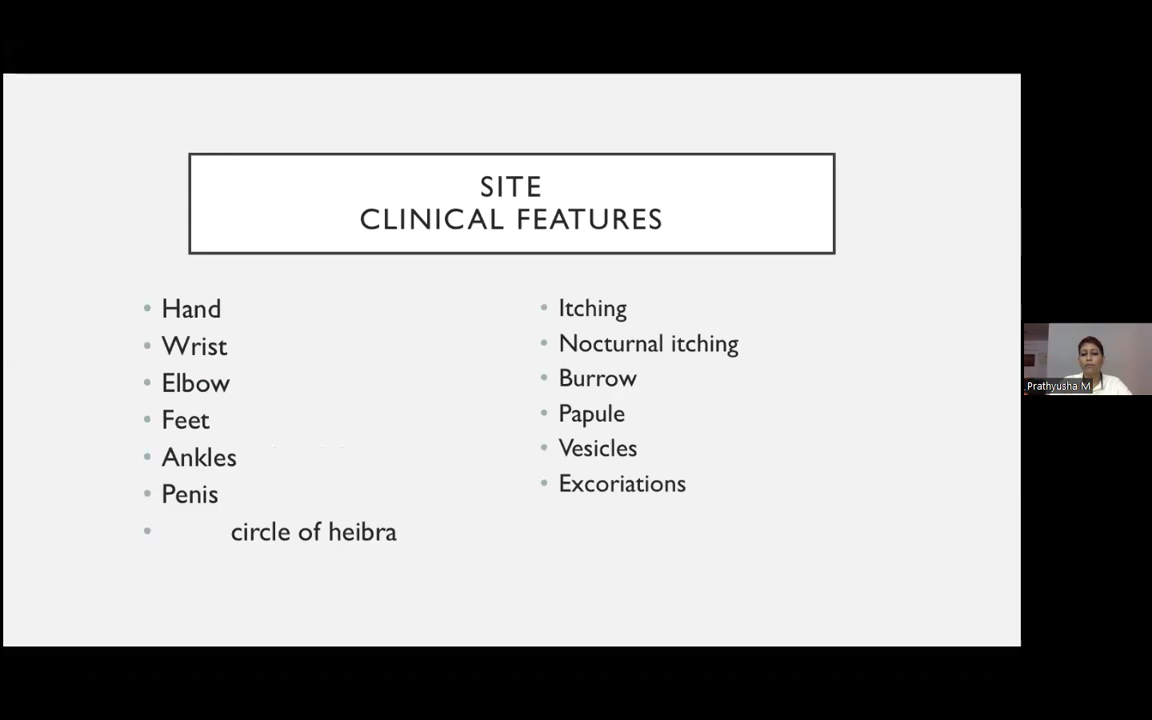 SITE
CLINICAL FEATURES
Hand
Wrist
Elbow
Feet
Ankles
Penis
circle of heibra
Itching
Nocturnal itching
Burrow
Papule
Vesicles
Excoriations
Prathyusha M